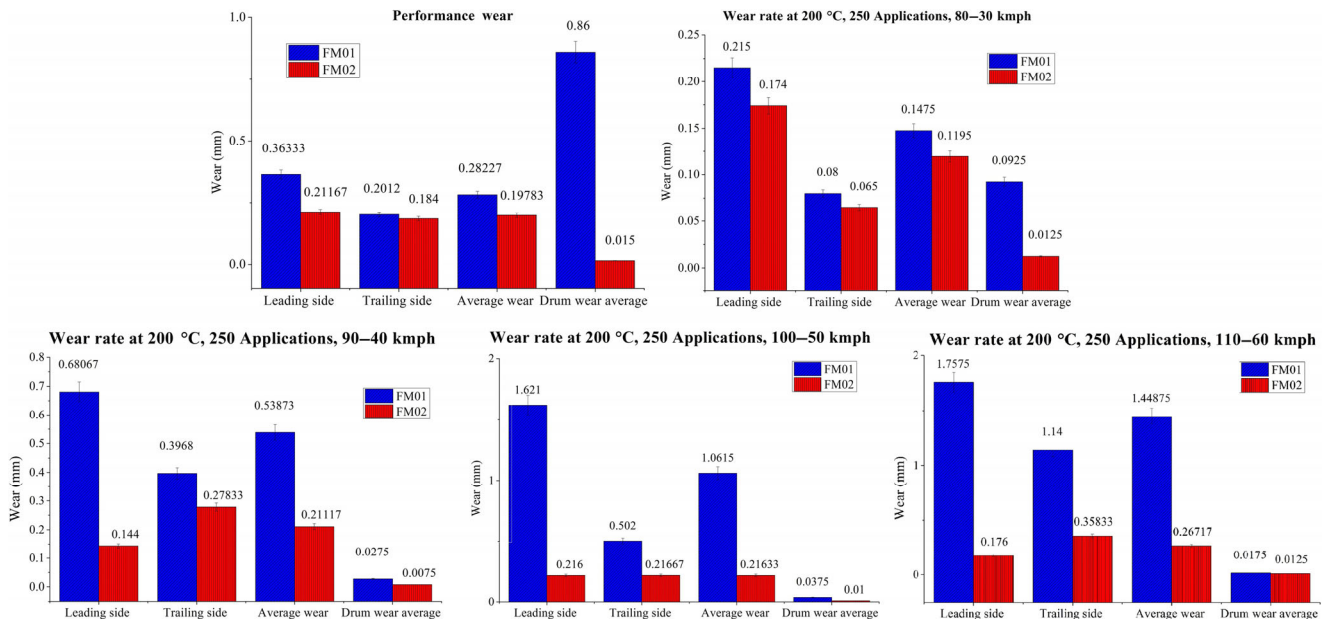 Performance wear
FM01
FM02
Wear (mm)
1.0
0.5
0.0
0.36333
0.21167
0.2012
0.184
0.28227
0.19783
0.86
0.015
Leading side
Trailing side
Average wear
Drum wear average
Wear rate at 200 °C, 250 Applications, 80–30 kmph
FM01
FM02
Wear (mm)
0.25
0.20
0.15
0.10
0.05
0.00
0.215
0.174
0.08
0.065
0.1475
0.1195
0.0925
0.0125
Leading side
Trailing side
Average wear
Drum wear average
Wear rate at 200 °C, 250 Applications, 90–40 kmph
FM01
FM02
Wear (mm)
0.8
0.7
0.6
0.5
0.4
0.3
0.2
0.1
0.0
0.68067
0.144
0.3968
0.27833
0.53873
0.21117
0.0275
0.0075
Leading side
Trailing side
Average wear
Drum wear average
Wear rate at 200 °C, 250 Applications, 100–50 kmph
FM01
FM02
Wear (mm)
2
1
0
1.621
0.216
0.502
0.21667
1.0615
0.21633
0.0375
0.01
Leading side
Trailing side
Average wear
Drum wear average
Wear rate at 200 °C, 250 Applications, 110–60 kmph
FM01
FM02
Wear (mm)
2
1
0
1.7575
0.176
1.14
0.35833
1.44875
0.26717
0.0175
0.0125
Leading side
Trailing side
Average wear
Drum wear average